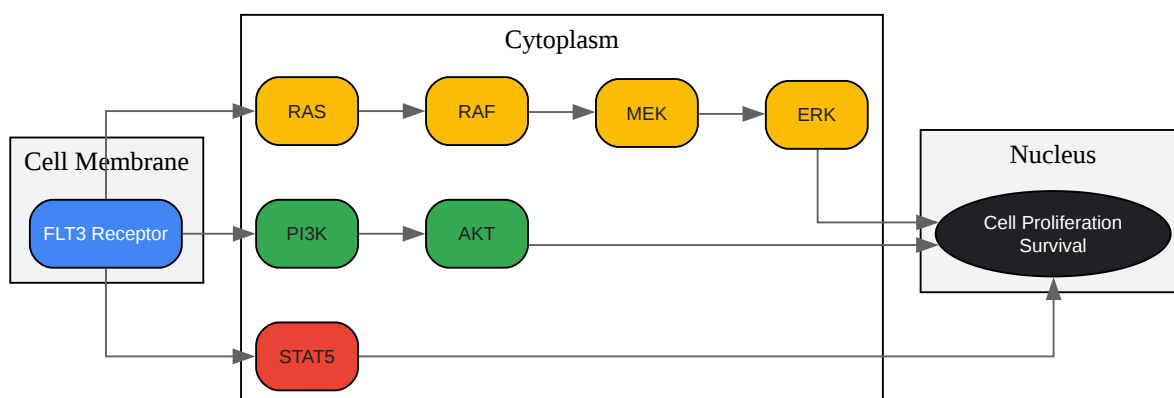 Cytoplasm
RAS
RAF
MEK
ERK
Cell Membrane
Nucleus
FLT3 Receptor
PI3K
AKT
Cell Proliferation
Survival
STAT5